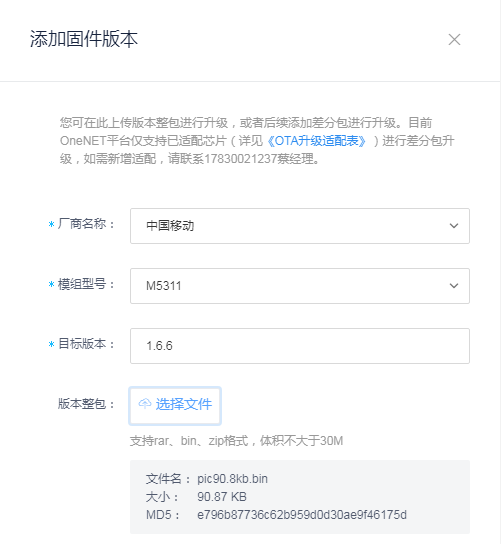 添加固件版本
您可在此上传版本整包进行升级，或者后续添加差分包进行升级。目前
OneNET平台仅支持已适配芯片（详见《OTA升级适配表》）进行差分包升
级，如需新增适配，请联系17830021237蔡经理。
* 厂商名称： 中国移动
* 模组型号： M5311
* 目标版本： 1.6.6
版本整包： 选择文件
支持rar、bin、zip格式，体积不大于30M
文件名： pic90.8kb.bin
大小： 90.87 KB
MD5： e796b87736c62b959d0d30ae9f46175d